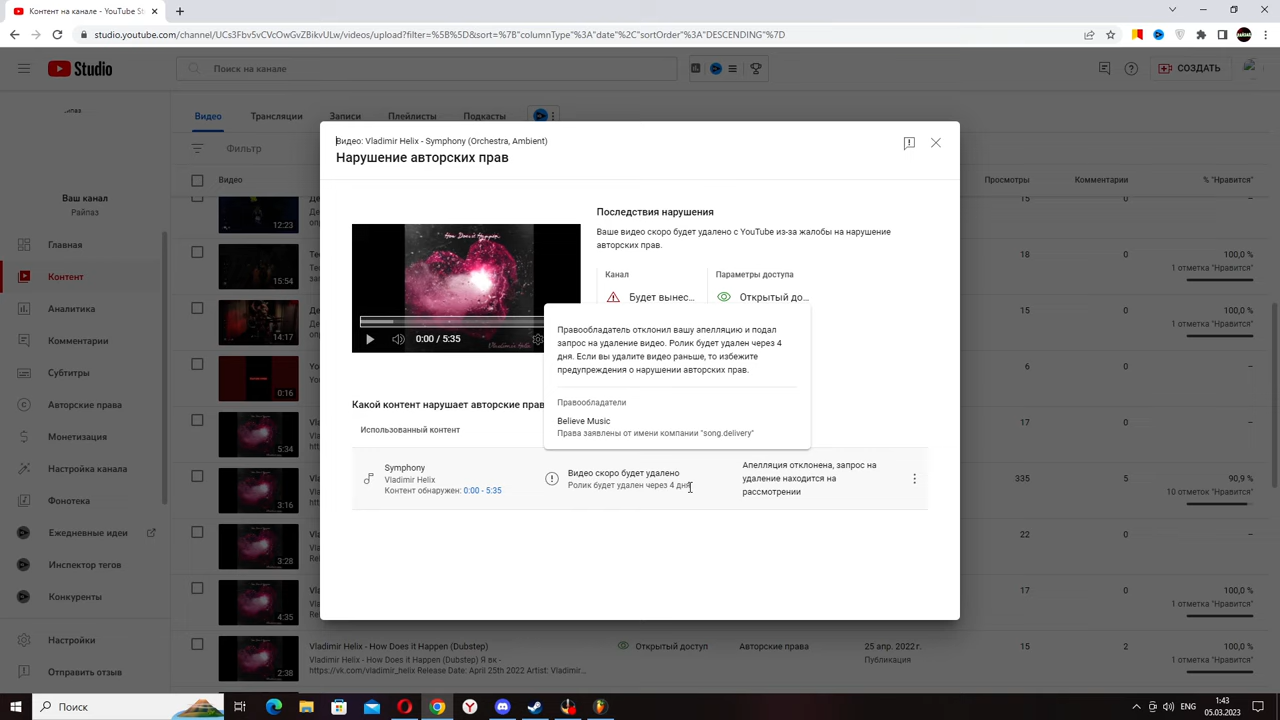 Контент на канале - YouTube Studi
studio.youtube.com/channel/UCs3Fbv5vCVcOwGvZBikvULw/videos/upload?filter=%5B%5D&sort=%7B"columnType"%3A"date"%2C"sortOrder"%3A"DESCENDING"%7D
Studio
Поиск на канале
СОЗДАТЬ
Видео
Трансляции
Записи
Плейлисты
Подкасты
Фильтр
Видео
Просмотры
Комментарии
% "Нравится"
Ваш канал
Райпаз
Главная
Контент
Аналитика
Комментарии
Субтитры
Авторские права
Монетизация
Настройка канала
Фонотека
Ежедневные идеи
Инспектор тегов
Конкуренты
Настройки
Отправить отзыв
Видео: Vladimir Helix - Symphony (Orchestra, Ambient)
Нарушение авторских прав
How Does it Happen
Vladimir Helix
0:00 / 5:35
Последствия нарушения
Ваше видео скоро будет удалено с YouTube из-за жалобы на нарушение
авторских прав.
Канал
Параметры доступа
Будет вынес...
Открытый до...
Правообладатель отклонил вашу апелляцию и подал
запрос на удаление видео. Ролик будет удален через 4
дня. Если вы удалите видео раньше, то избежите
предупреждения о нарушении авторских прав.
Правообладатели
Believe Music
Права заявлены от имени компании "song.delivery"
Какой контент нарушает авторские прав
Использованный контент
Symphony
Vladimir Helix
Контент обнаружен: 0:00 - 5:35
Видео скоро будет удалено
Ролик будет удален через 4 дня
Апелляция отклонена, запрос на
удаление находится на
рассмотрении
12:23
15:54
14:17
0:16
5:34
3:16
3:28
4:35
2:38
15 0 –
18 0 100,0 %
1 отметка "Нравится"
15 0 100,0 %
1 отметка "Нравится"
6 0 –
17 0 100,0 %
1 отметка "Нравится"
335 5 90,9 %
10 отметок "Нравится"
22 0 –
17 0 100,0 %
1 отметка "Нравится"
Vladimir Helix - How Does it Happen (Dubstep)
Vladimir Helix - How Does it Happen (Dubstep) Я вк -
https://vk.com/vladimir_helix Release Date: April 25th 2022 Artist: Vladimir...
Открытый доступ
Авторские права
25 апр. 2022 г.
Публикация
15 2 100,0 %
1 отметка "Нравится"
Поиск
ENG
1:43
05.03.2023